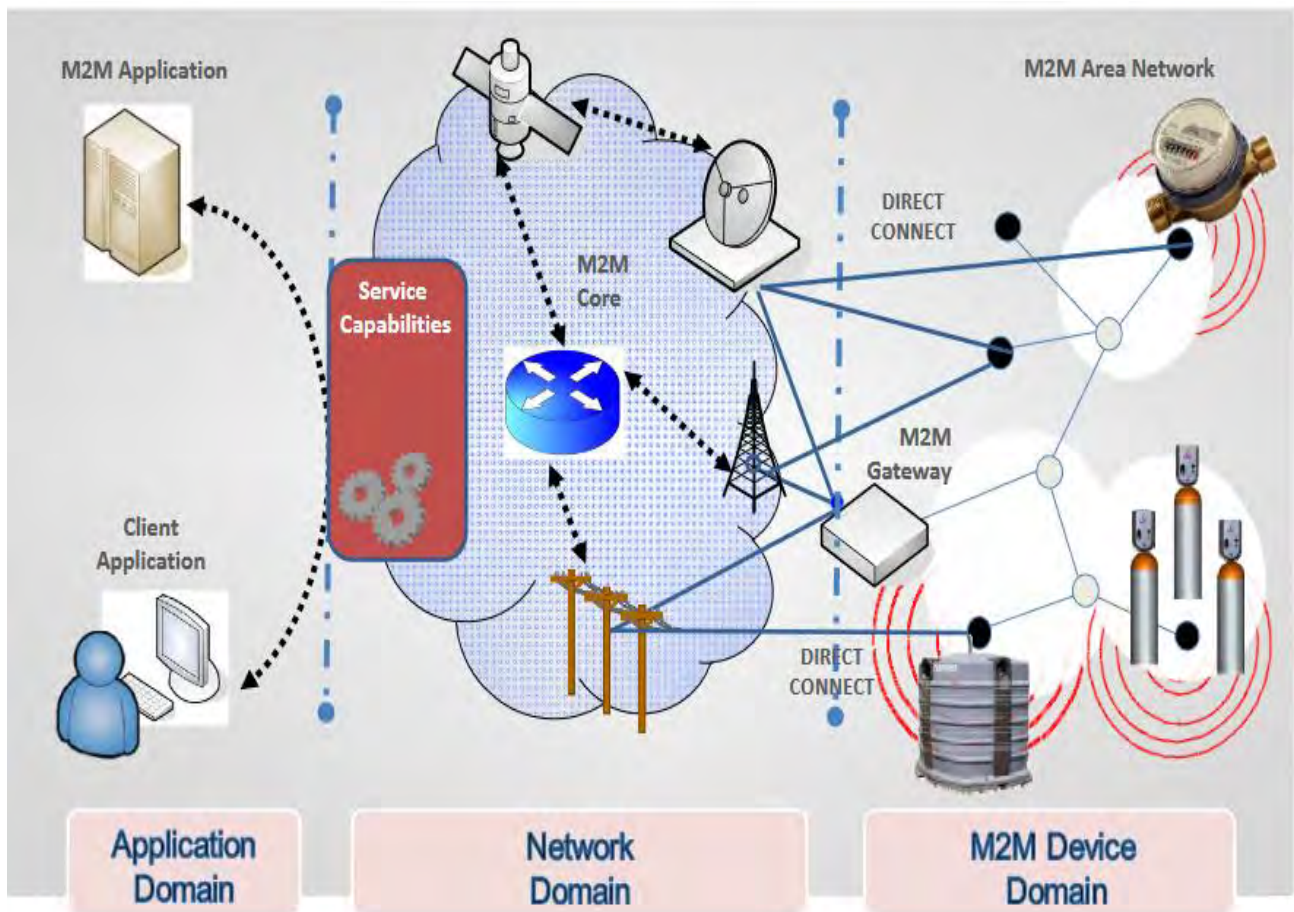 M2M Application
M2M Area Network
DIRECT
CONNECT
M2M
Core
Service
Capabilities
M2M
Gateway
Client
Application
DIRECT
CONNECT
Application
Domain
Network
Domain
M2M Device
Domain